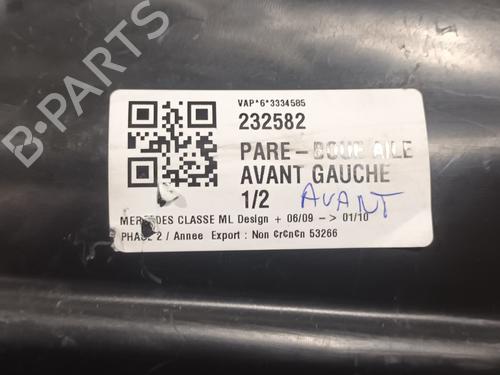 VAP*6*3334585
232582
PARE-BOUE AILE
AVANT GAUCHE
1/2 AVANT
MERCEDES CLASSE ML Design + 06/09 -> 01/10
PHASE 2 / Annee Export : Non ¢r¢n¢n 53266
B-PARTS